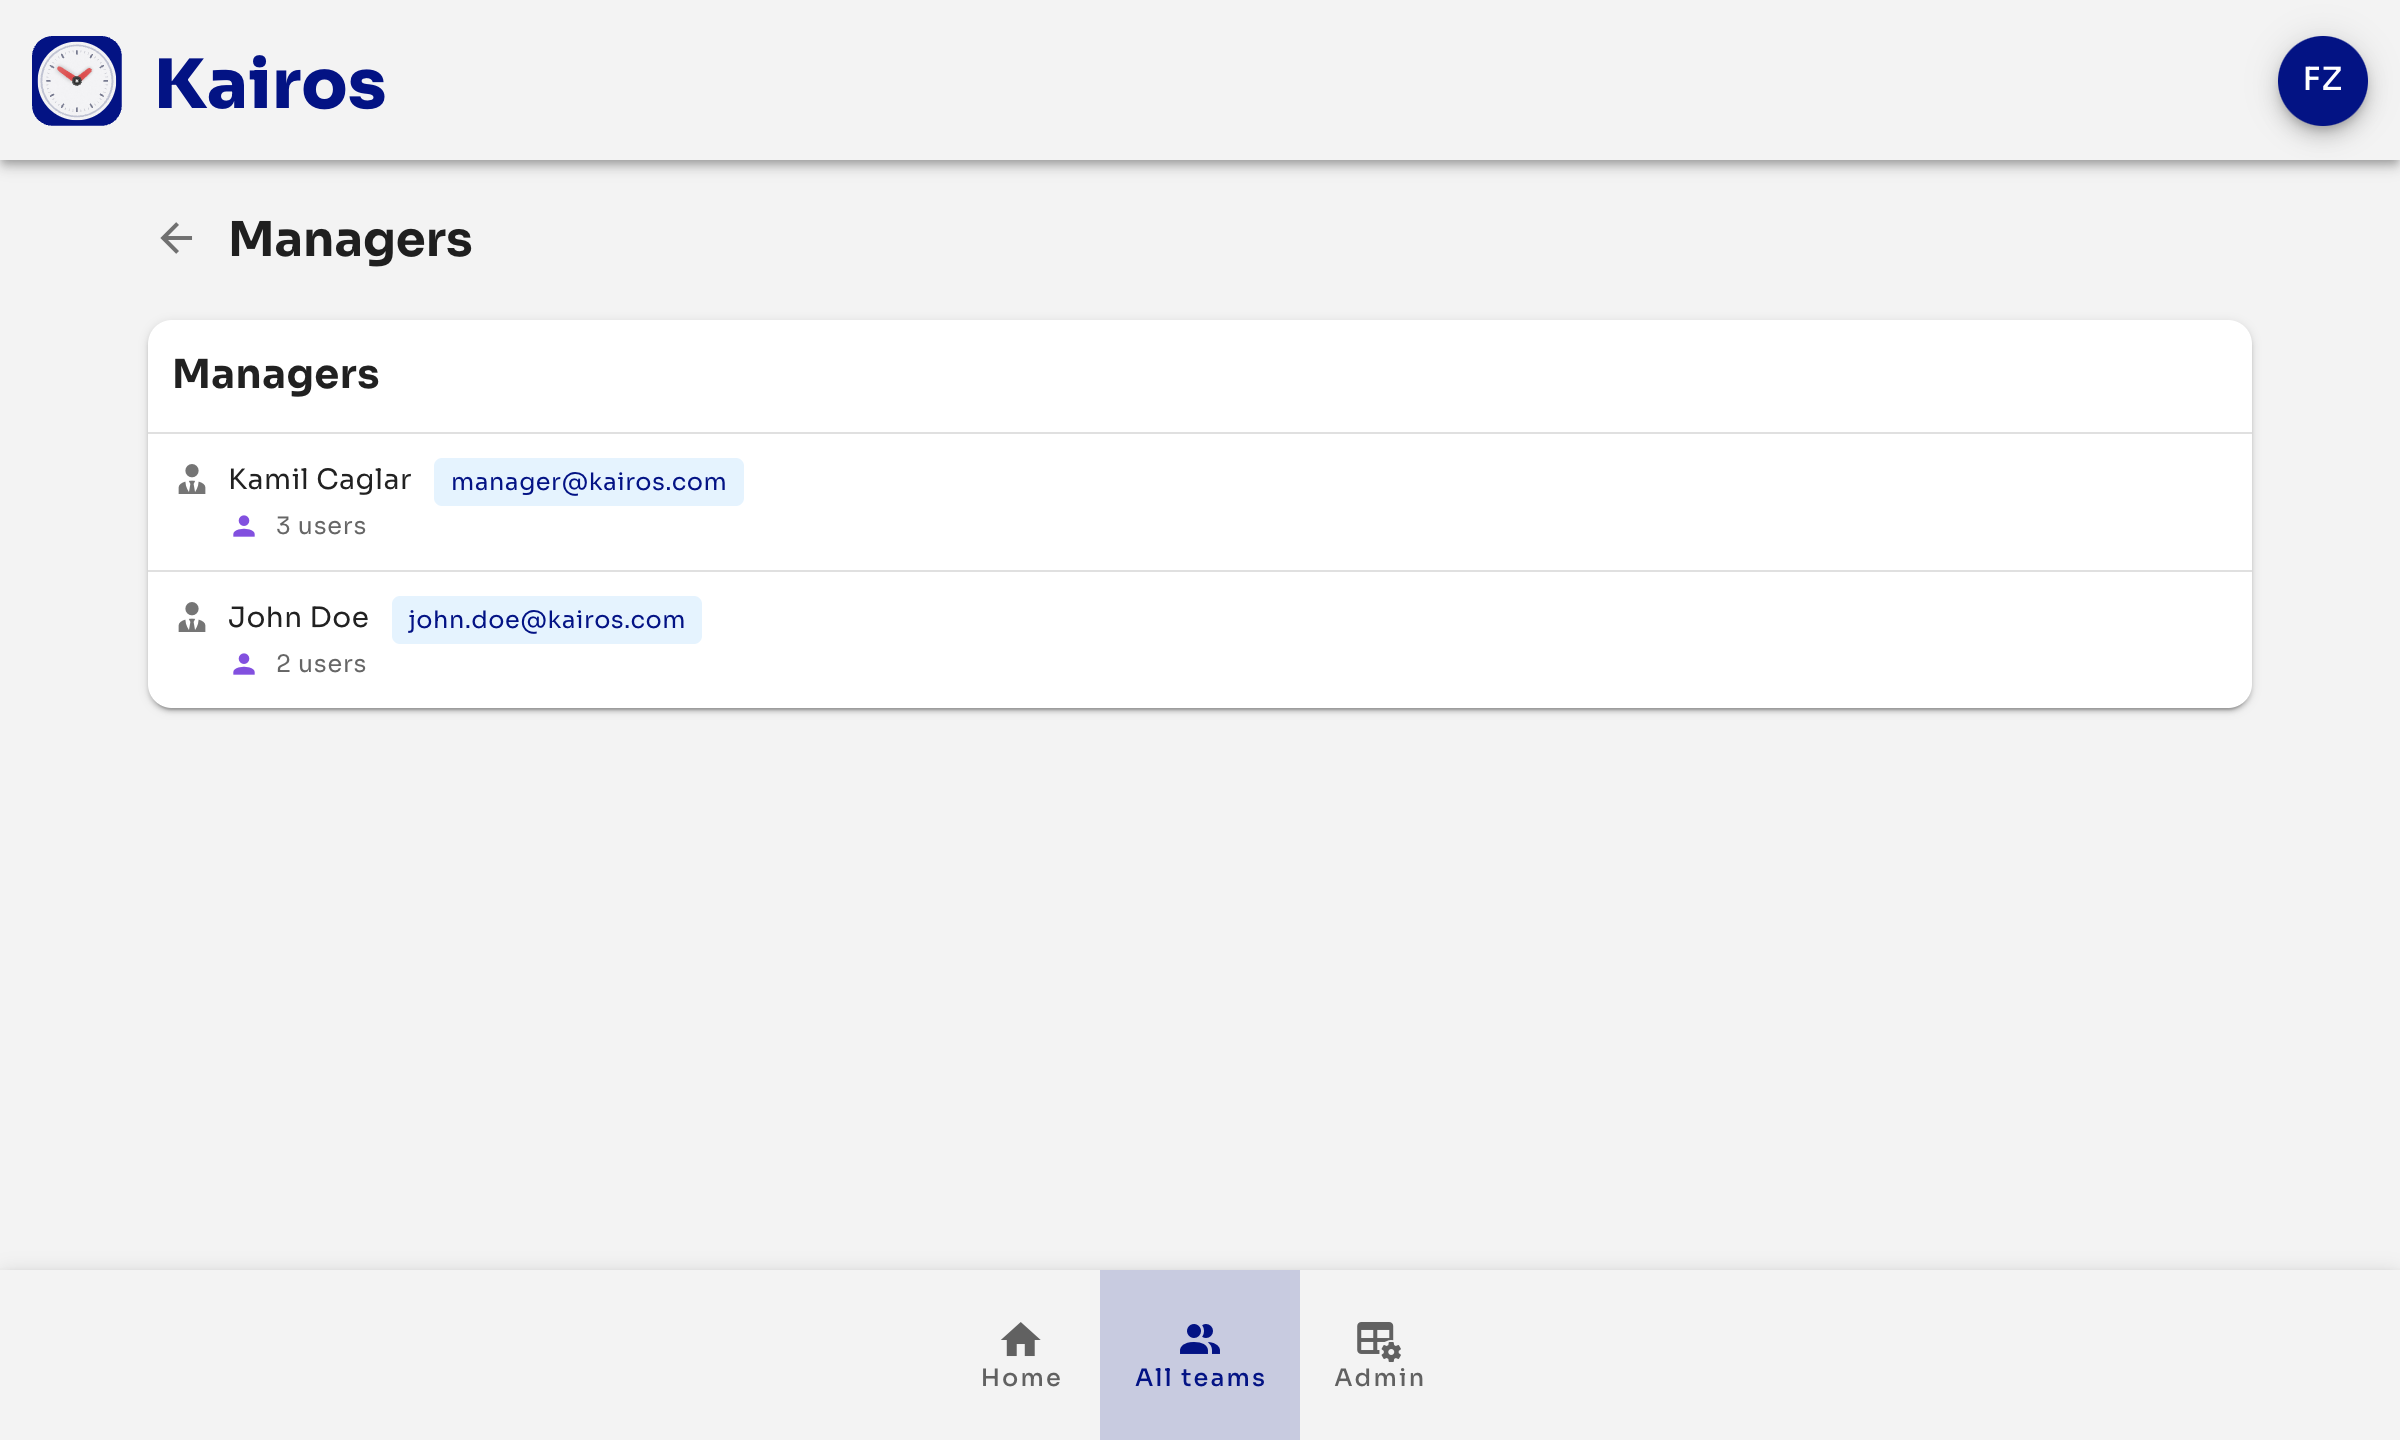 Kairos
FZ
Managers
Managers
Kamil Caglar manager@kairos.com
3 users
John Doe john.doe@kairos.com
2 users
Home All teams Admin